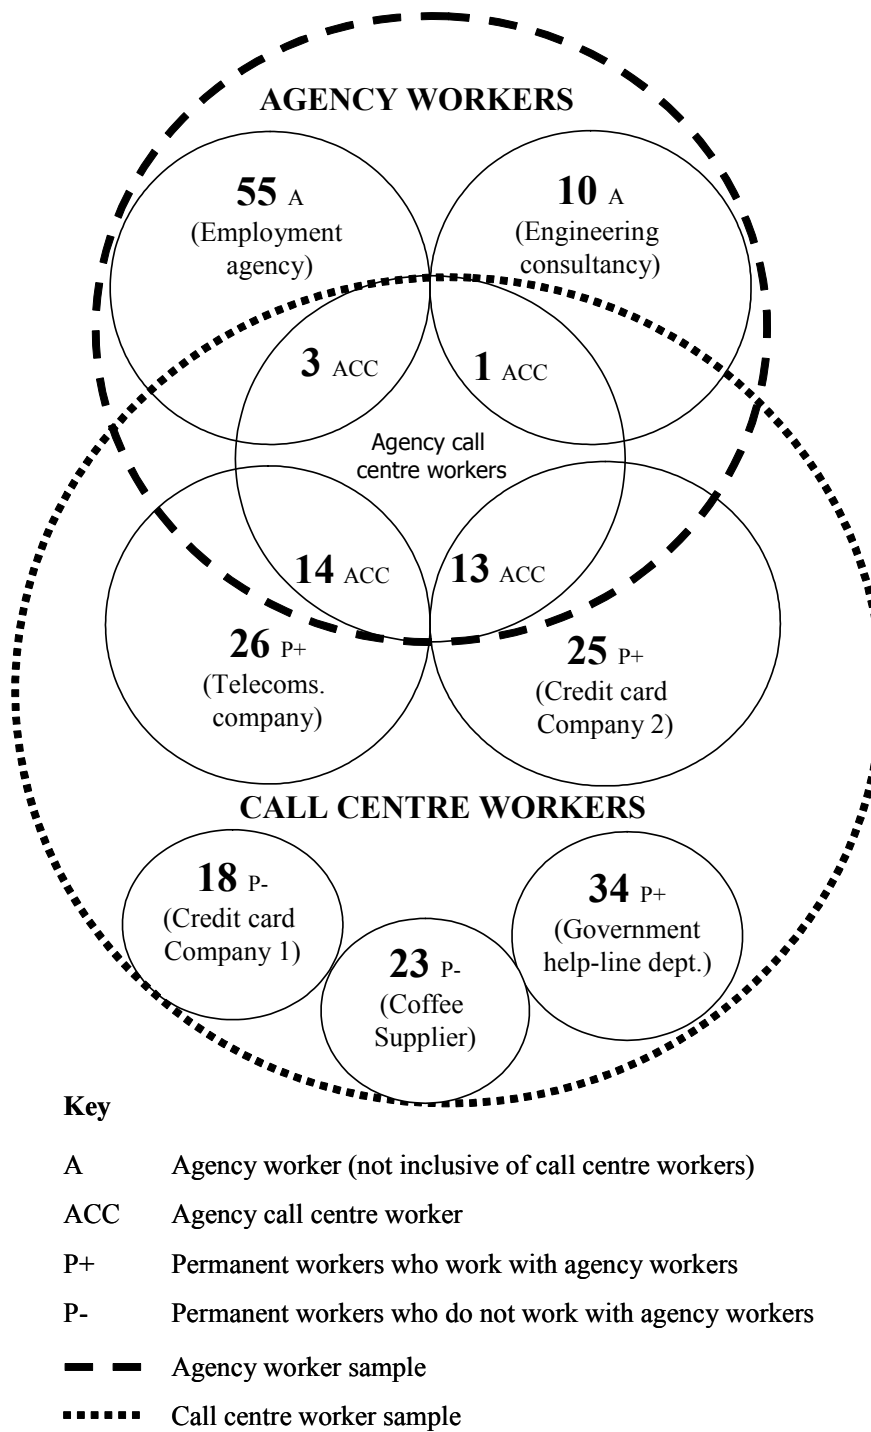 AGENCY WORKERS
55 A
(Employment
agency)
10 A
(Engineering
consultancy)
3 ACC
1 ACC
Agency call
centre workers
14 ACC
13 ACC
26 P+
(Telecoms.
company)
25 P+
(Credit card
Company 2)
CALL CENTRE WORKERS
18 P-
(Credit card
Company 1)
34 P+
(Government
help-line dept.)
23 P-
(Coffee
Supplier)
Key
A Agency worker (not inclusive of call centre workers)
ACC Agency call centre worker
P+ Permanent workers who work with agency workers
P- Permanent workers who do not work with agency workers
Agency worker sample
Call centre worker sample